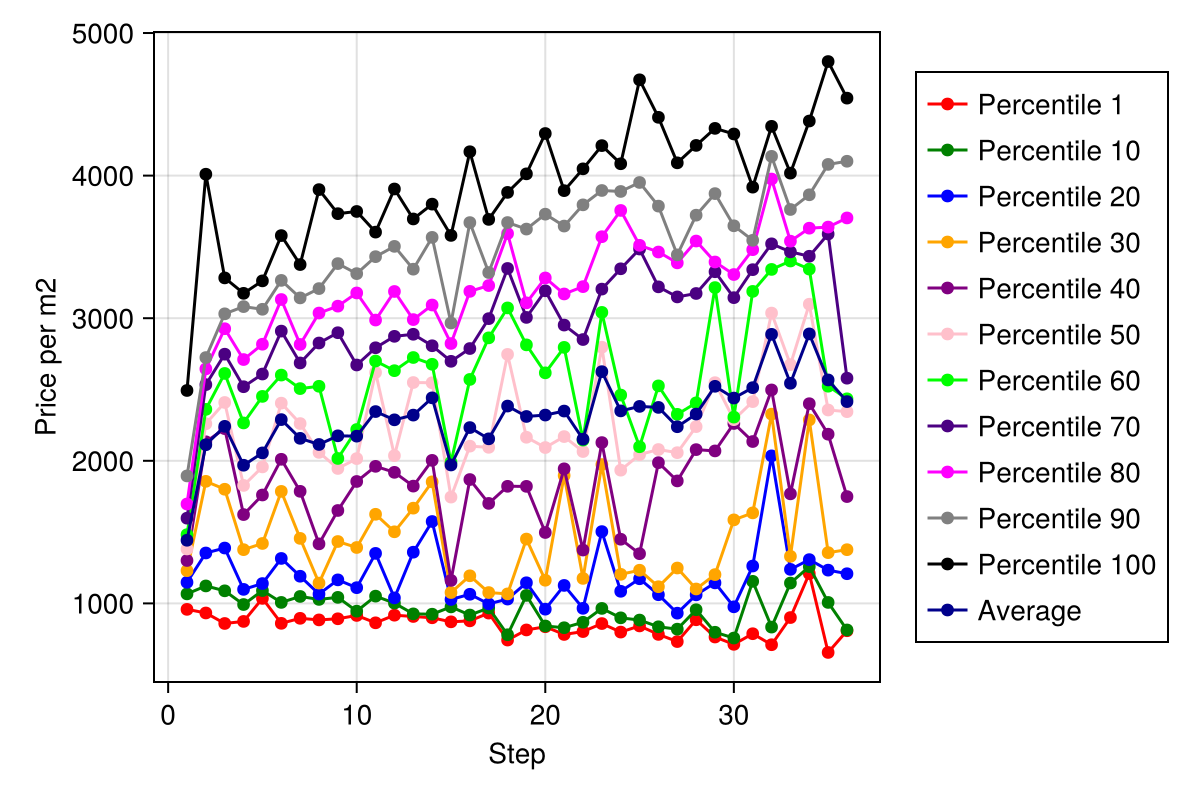 5000
4000
3000
2000
1000
Price per m2
0 10 20 30
Step
Percentile 1
Percentile 10
Percentile 20
Percentile 30
Percentile 40
Percentile 50
Percentile 60
Percentile 70
Percentile 80
Percentile 90
Percentile 100
Average